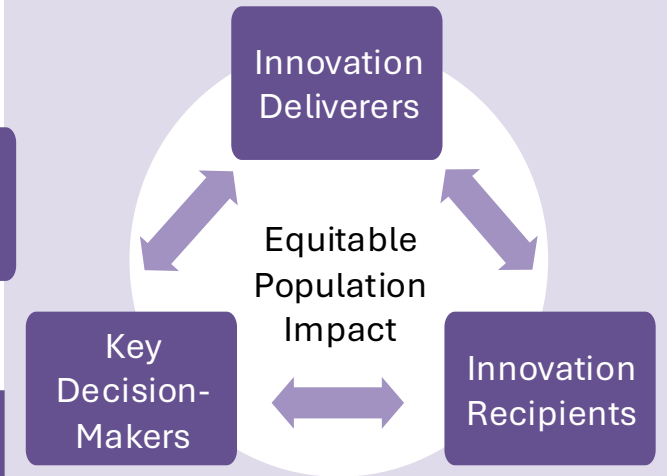 Innovation
Deliverers
Equitable
Population
Impact
Key
Decision-
Makers
Innovation
Recipients